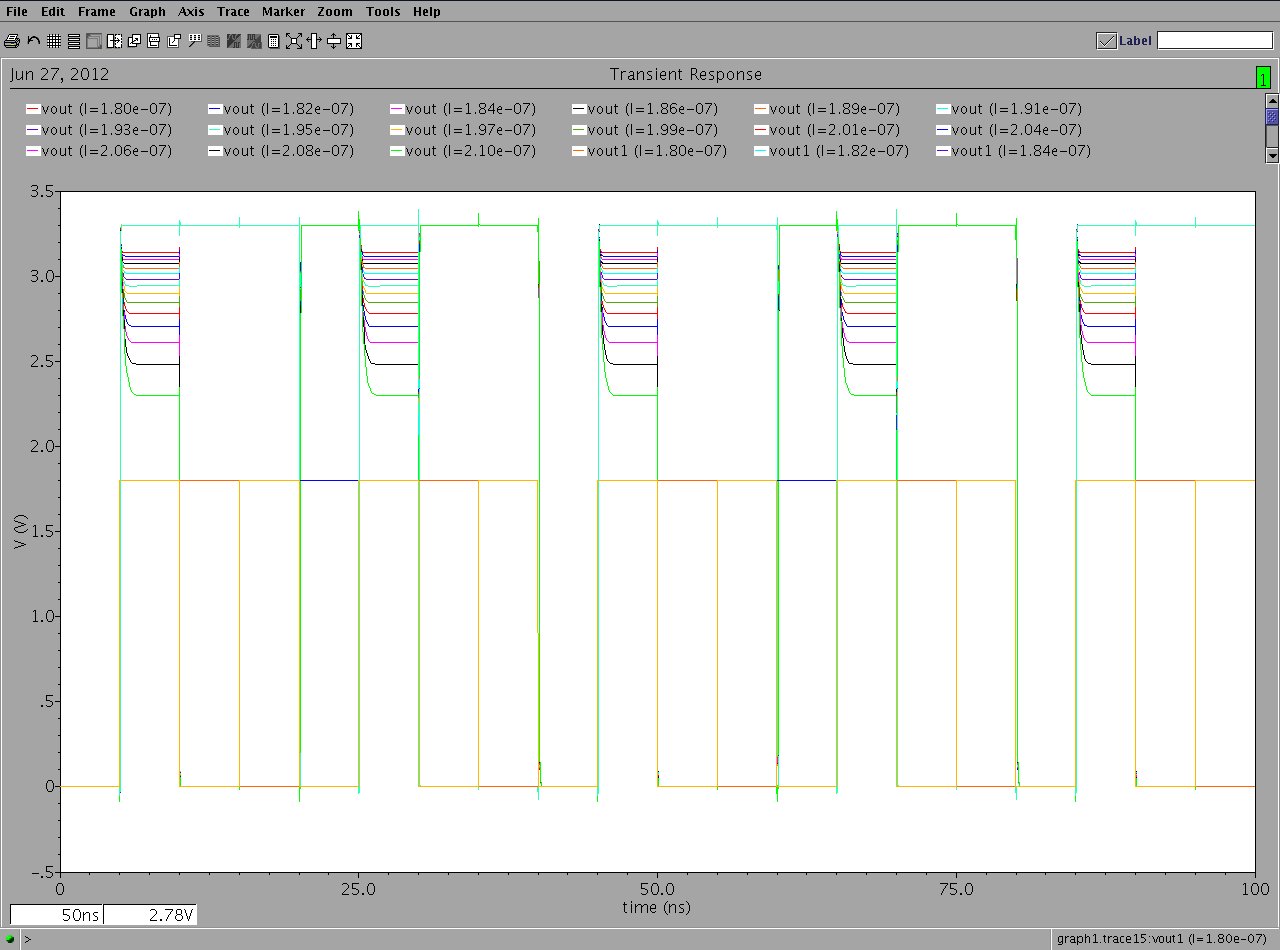 File Edit Frame Graph Axis Trace Marker Zoom Tools Help
Label
Jun 27, 2012 Transient Response 1
vout (l=1.80e-07) vout (l=1.82e-07) vout (l=1.84e-07) vout (l=1.86e-07) vout (l=1.89e-07) vout (l=1.91e-07)
vout (l=1.93e-07) vout (l=1.95e-07) vout (l=1.97e-07) vout (l=1.99e-07) vout (l=2.01e-07) vout (l=2.04e-07)
vout (l=2.06e-07) vout (l=2.08e-07) vout (l=2.10e-07) vout1 (l=1.80e-07) vout1 (l=1.82e-07) vout1 (l=1.84e-07)
3.5
3.0
2.5
2.0
V (V)
1.5
1.0
.5
0
-.5
0 25.0 50.0 75.0 100
time (ns)
50ns 2.78V
> graph1.trace15:vout1 (l=1.80e-07)